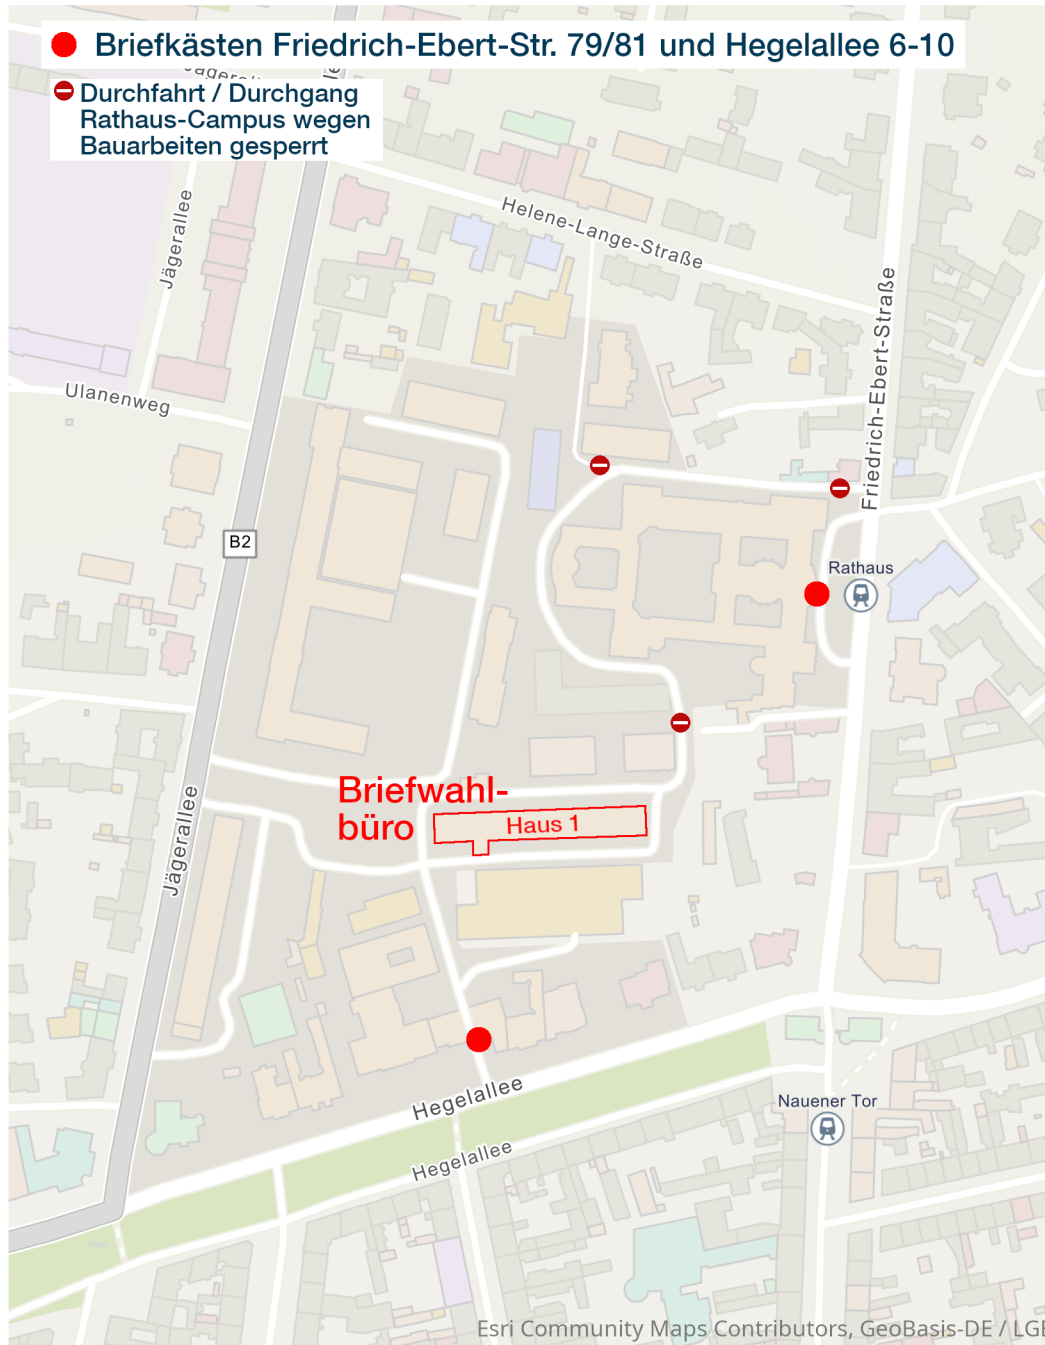 Briefkästen Friedrich-Ebert-Str. 79/81 und Hegelallee 6-10
Durchfahrt / Durchgang
Rathaus-Campus wegen
Bauarbeiten gesperrt
Jägerallee
Helene-Lange-Straße
Friedrich-Ebert-Straße
Ulanenweg
B2
Rathaus
Briefwahl-
büro
Haus 1
Jägerallee
Hegelallee
Nauener Tor
Hegelallee
Esri Community Maps Contributors, GeoBasis-DE / LGB